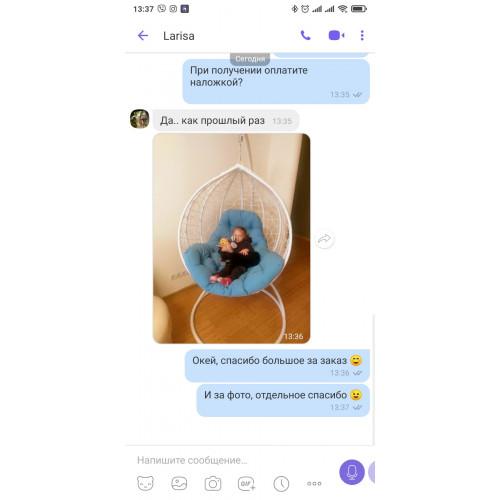 13:37
Larisa
Сегодня
При получении оплатите
наложкой?
13:35
Да.. как прошлый раз 13:35
13:36
Окей, спасибо большое за заказ 😄
13:36
И за фото, отдельное спасибо 😉
13:37
Напишите сообщение...
GIF